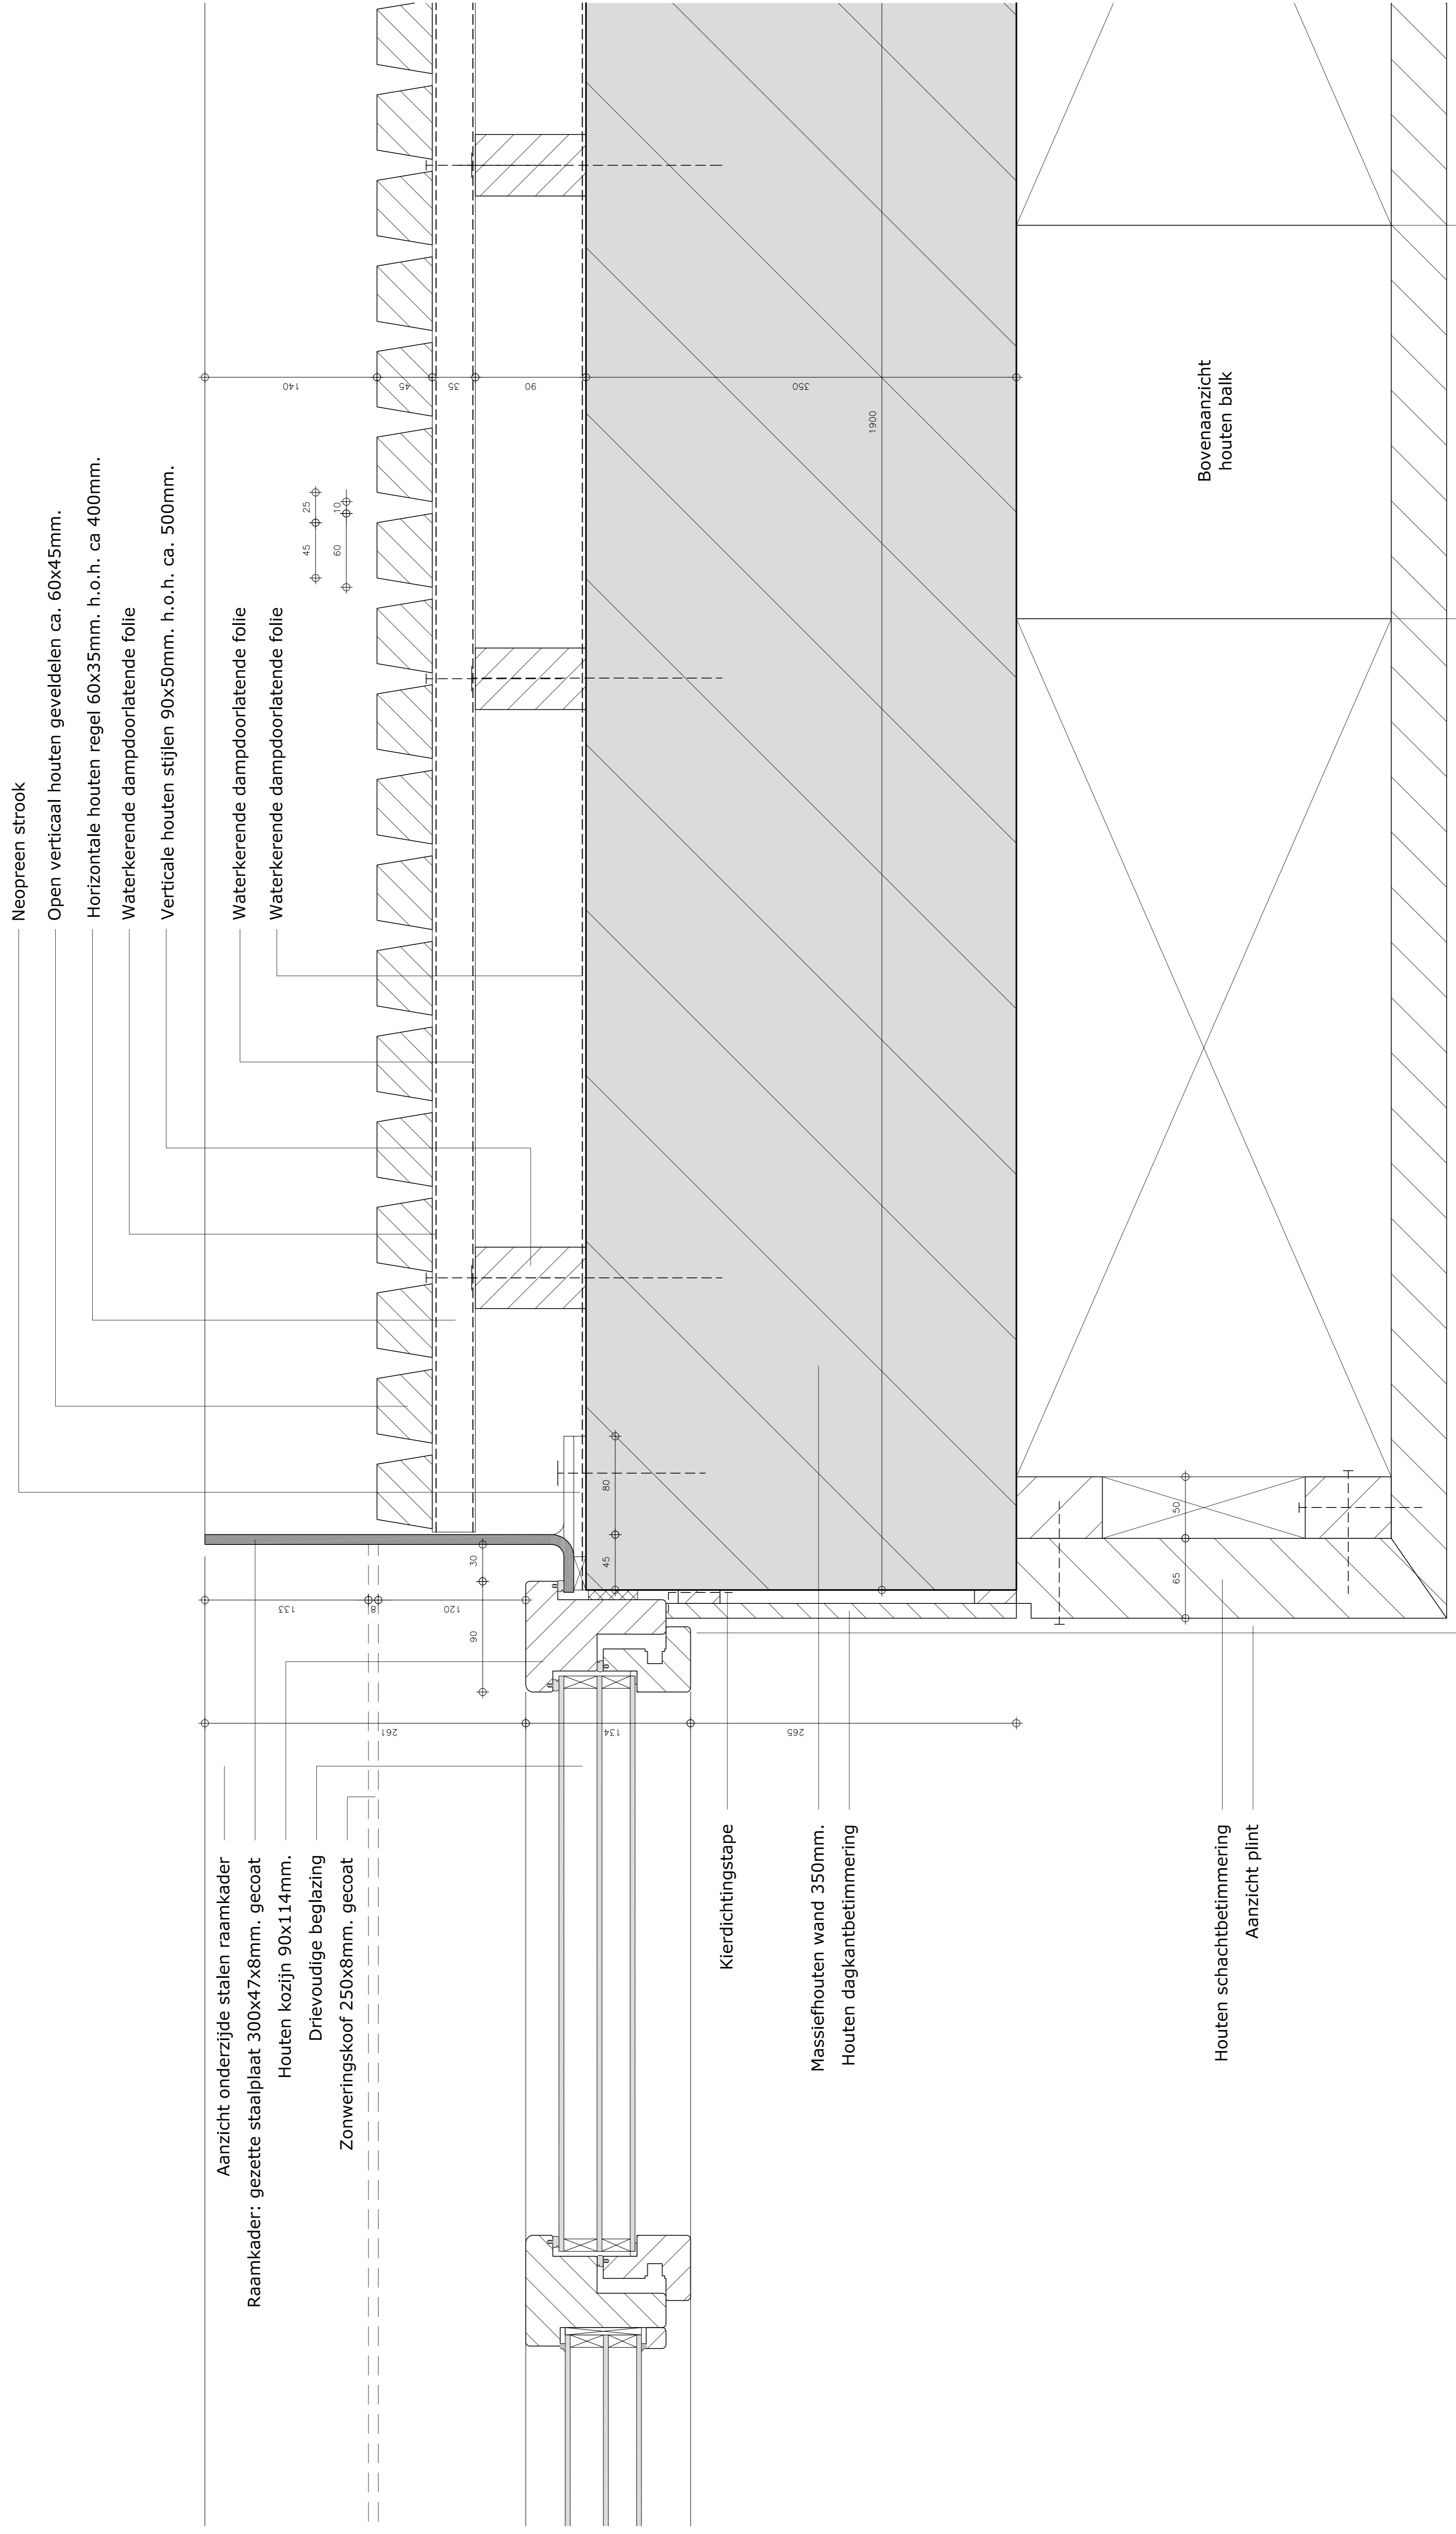 Neopreen strook
Open verticaal houten geveldelen ca. 60x45mm.
Horizontale houten regel 60x35mm. h.o.h. ca 400mm.
Waterkerende dampdoorlatende folie
Verticale houten stijlen 90x50mm. h.o.h. ca. 500mm.
Waterkerende dampdoorlatende folie
Waterkerende dampdoorlatende folie
140
45
35
90
350
1900
45
25
60
10
Bovenaanzicht
houten balk
80
45
30
90
133
8
120
261
134
265
50
65
Aanzicht onderzijde stalen raamkader
Raamkader: gezette staalplaat 300x47x8mm. gecoat
Houten kozijn 90x114mm.
Drievoudige beglazing
Zonweringskoof 250x8mm. gecoat
Kierdichtingstape
Massiefhouten wand 350mm.
Houten dagkantbetimmering
Houten schachtbetimmering
Aanzicht plint